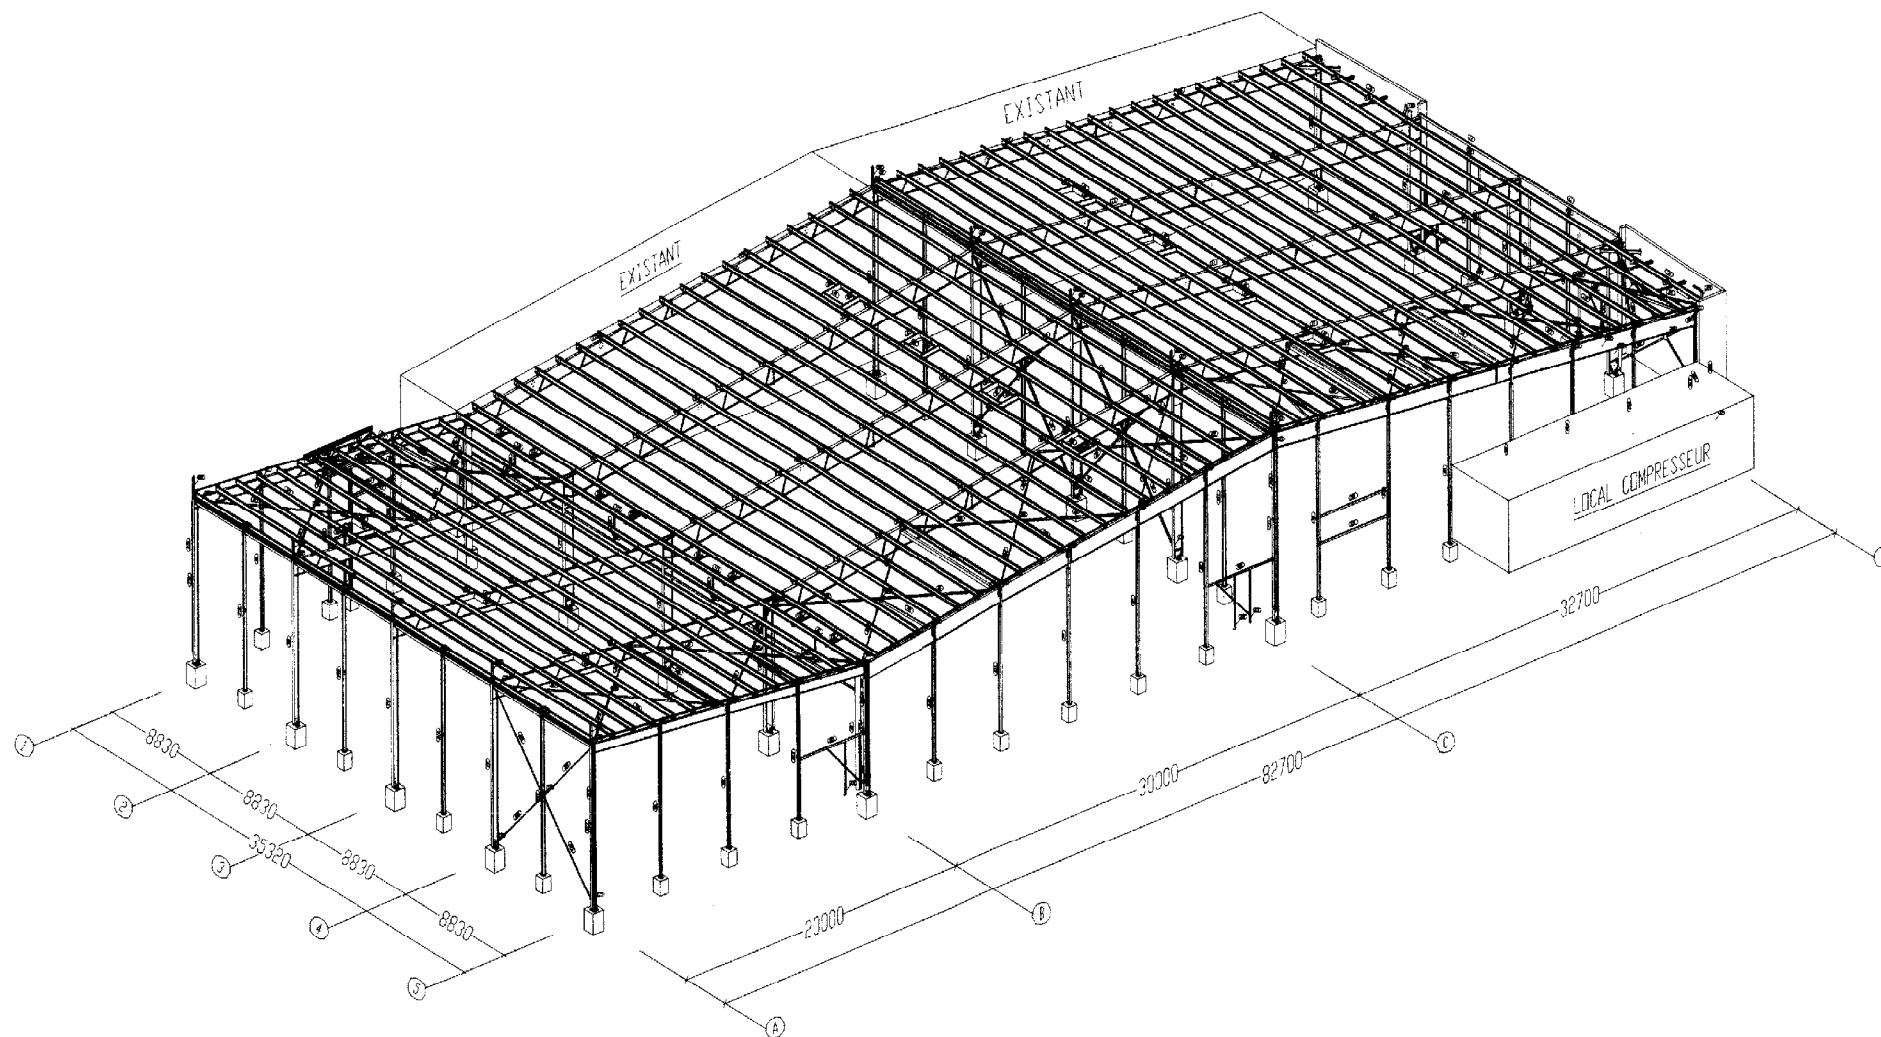 EXISTANT
EXISTANT
LOCAL COMPRESSEUR
32700
30000
82700
20000
8830
8830
8830
8830
35320
1
2
3
4
5
A
B
C